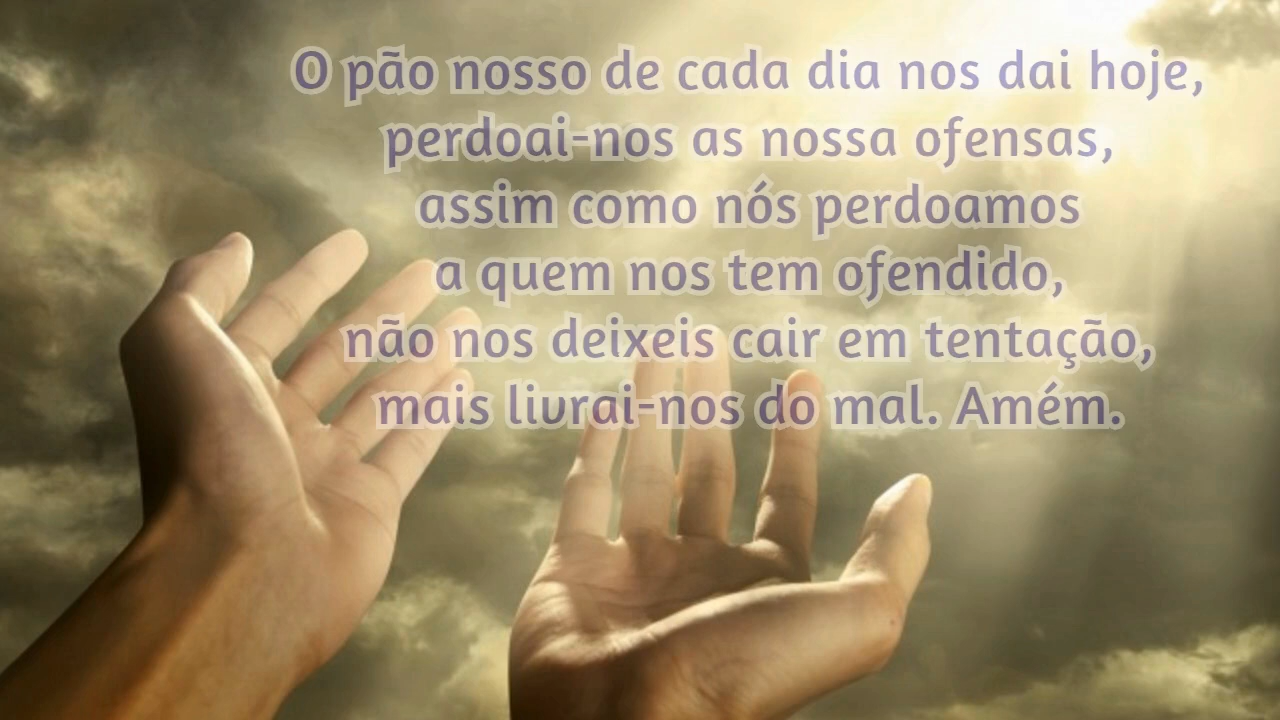 O pão nosso de cada dia nos dai hoje,
perdoai-nos as nossa ofensas,
assim como nós perdoamos
a quem nos tem ofendido,
não nos deixeis cair em tentação,
mais livrai-nos do mal. Amém.